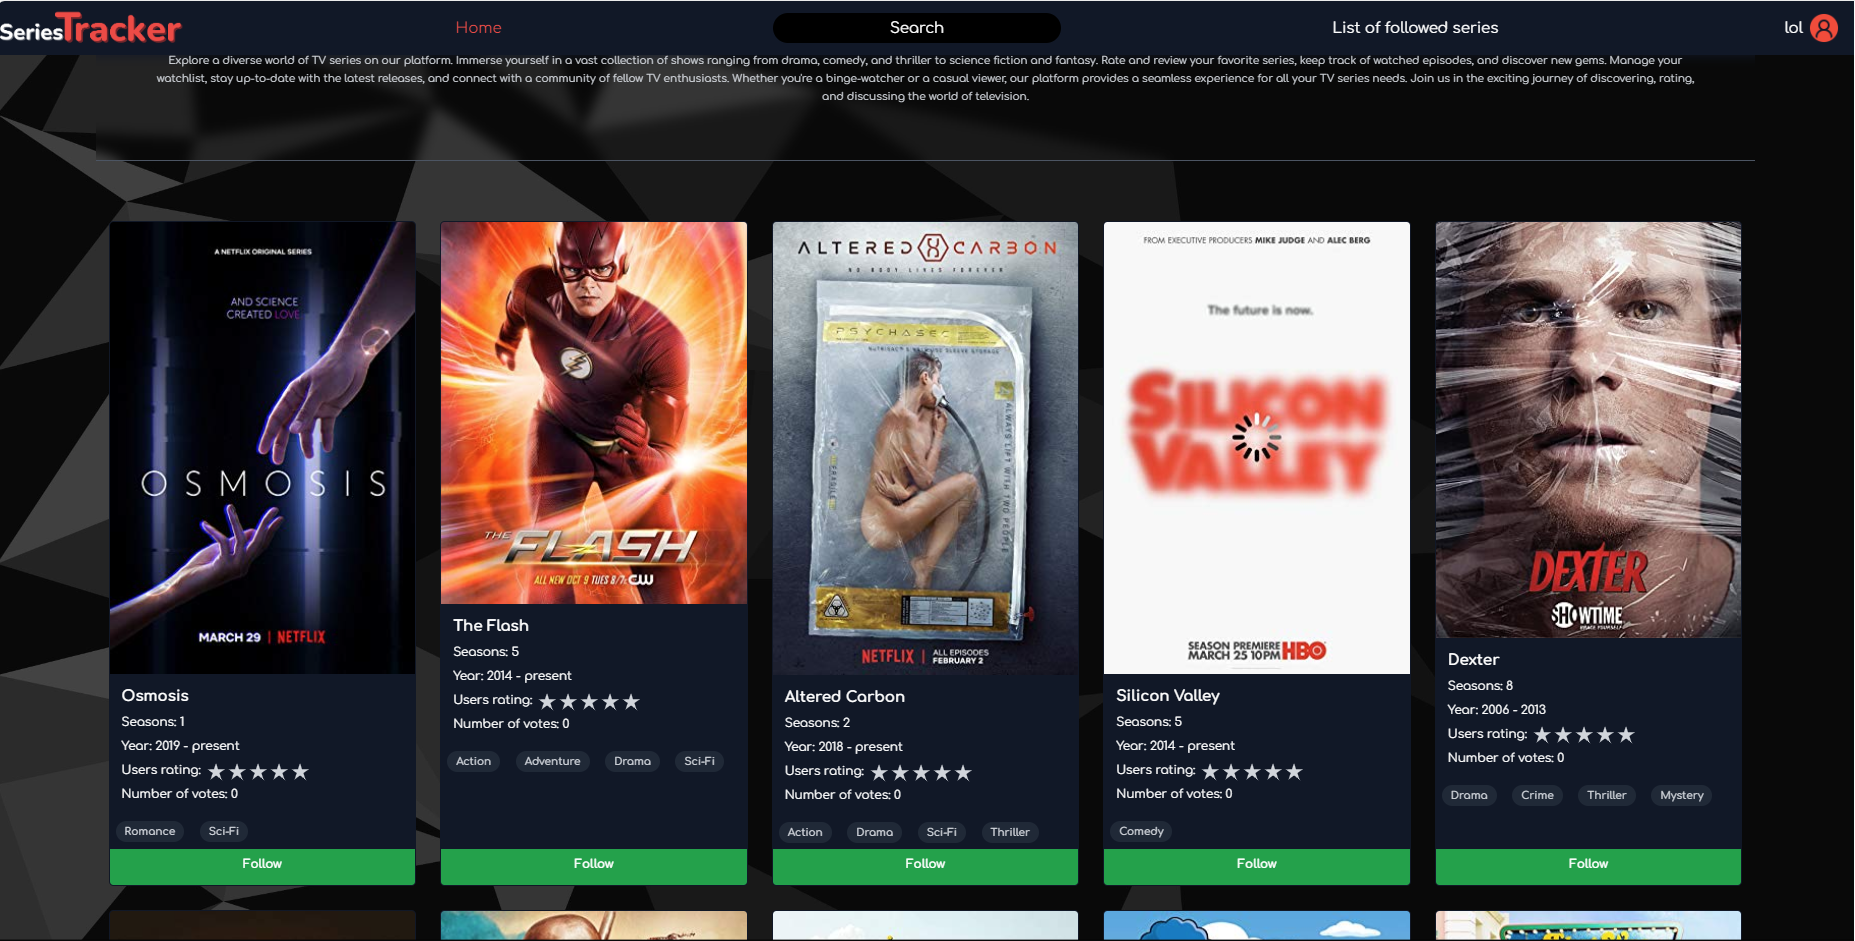 SeriesTracker
Home
Search
List of followed series
lol
Explore a diverse world of TV series on our platform. Immerse yourself in a vast collection of shows ranging from drama, comedy, and thriller to science fiction and fantasy. Rate and review your favorite series, keep track of watched episodes, and discover new gems. Manage your
watchlist, stay up-to-date with the latest releases, and connect with a community of fellow TV enthusiasts. Whether you're a binge-watcher or a casual viewer, our platform provides a seamless experience for all your TV series needs. Join us in the exciting journey of discovering, rating,
and discussing the world of television.
A NETFLIX ORIGINAL SERIES
AND SCIENCE
CREATED LOVE
OSMOSIS
MARCH 29 | NETFLIX
Osmosis
Seasons: 1
Year: 2019 - present
Users rating:
Number of votes: 0
Romance
Sci-Fi
Follow
THE FLASH
ALL NEW OCT 9 TUES 8/7c CW
The Flash
Seasons: 5
Year: 2014 - present
Users rating:
Number of votes: 0
Action
Adventure
Drama
Sci-Fi
Follow
ALTERED CARBON
NO BODY LIVES FOREVER
PSYCHASEC
ALWAYS LIFT WITH TWO PEOPLE
NETFLIX | ALL EPISODES
FEBRUARY 2
Altered Carbon
Seasons: 2
Year: 2018 - present
Users rating:
Number of votes: 0
Action
Drama
Sci-Fi
Thriller
Follow
FROM EXECUTIVE PRODUCERS MIKE JUDGE AND ALEC BERG
The future is now.
SILICON
VALLEY
SEASON PREMIERE
MARCH 25 10PM HBO
Silicon Valley
Seasons: 5
Year: 2014 - present
Users rating:
Number of votes: 0
Comedy
Follow
DEXTER
SHOWTIME
Dexter
Seasons: 8
Year: 2006 - 2013
Users rating:
Number of votes: 0
Drama
Crime
Thriller
Mystery
Follow